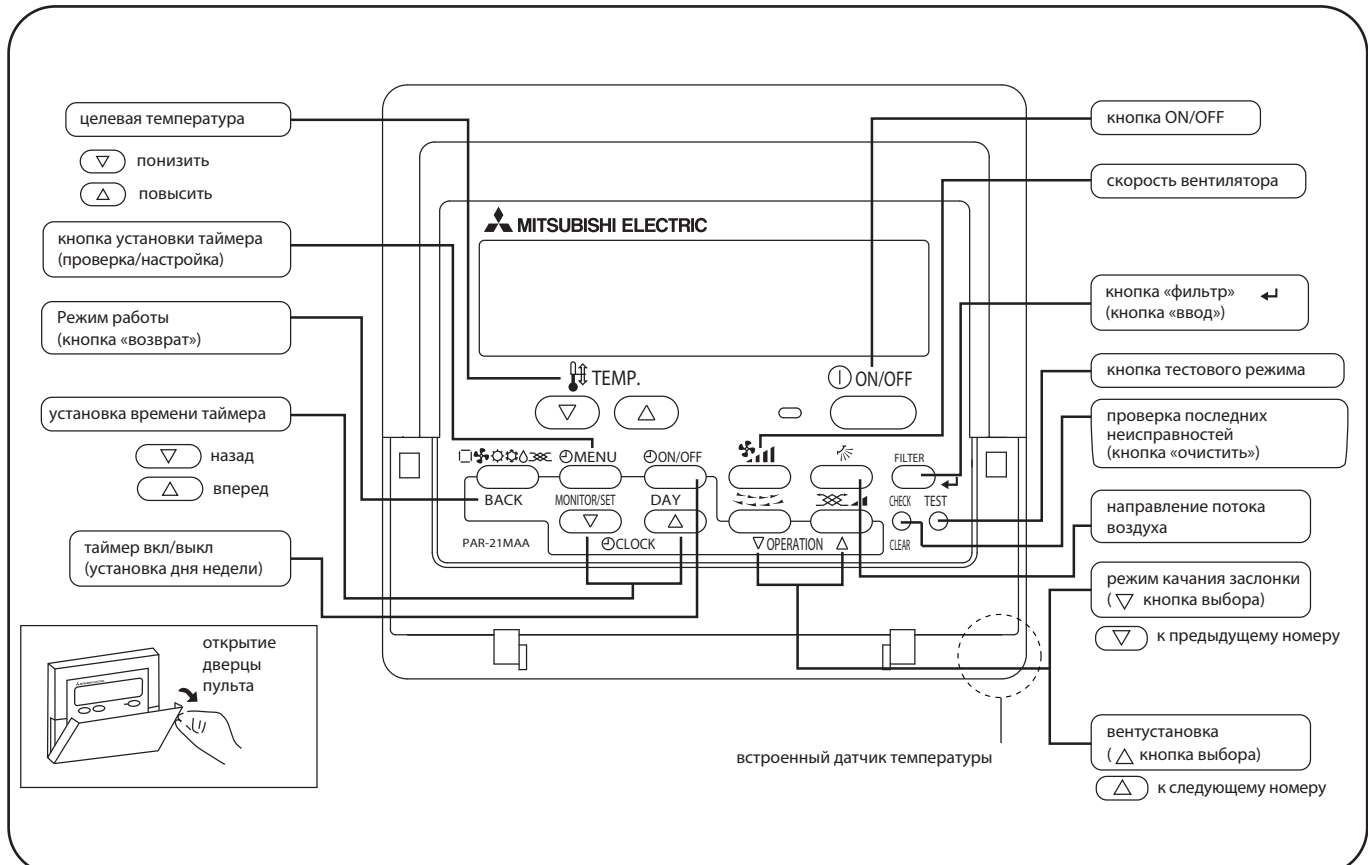 целевая температура
▽ понизить
△ повысить
кнопка установки таймера
(проверка/настройка)
Режим работы
(кнопка «возврат»)
установка времени таймера
▽ назад
△ вперед
таймер вкл/выкл
(установка дня недели)
открытие
дверцы
пульта
MITSUBISHI ELECTRIC
TEMP.
ON/OFF
▽ △
MENU
ON/OFF
FILTER
BACK
MONITOR/SET
DAY
CHECK
TEST
▽ △
PAR-21MAA
CLOCK
▽ OPERATION △
CLEAR
встроенный датчик температуры
кнопка ON/OFF
скорость вентилятора
кнопка «фильтр» ↵
(кнопка «ввод»)
кнопка тестового режима
проверка последних
неисправностей
(кнопка «очистить»)
направление потока
воздуха
режим качания заслонки
( ▽ кнопка выбора)
▽ к предыдущему номеру
вентустановка
( △ кнопка выбора)
△ к следующему номеру